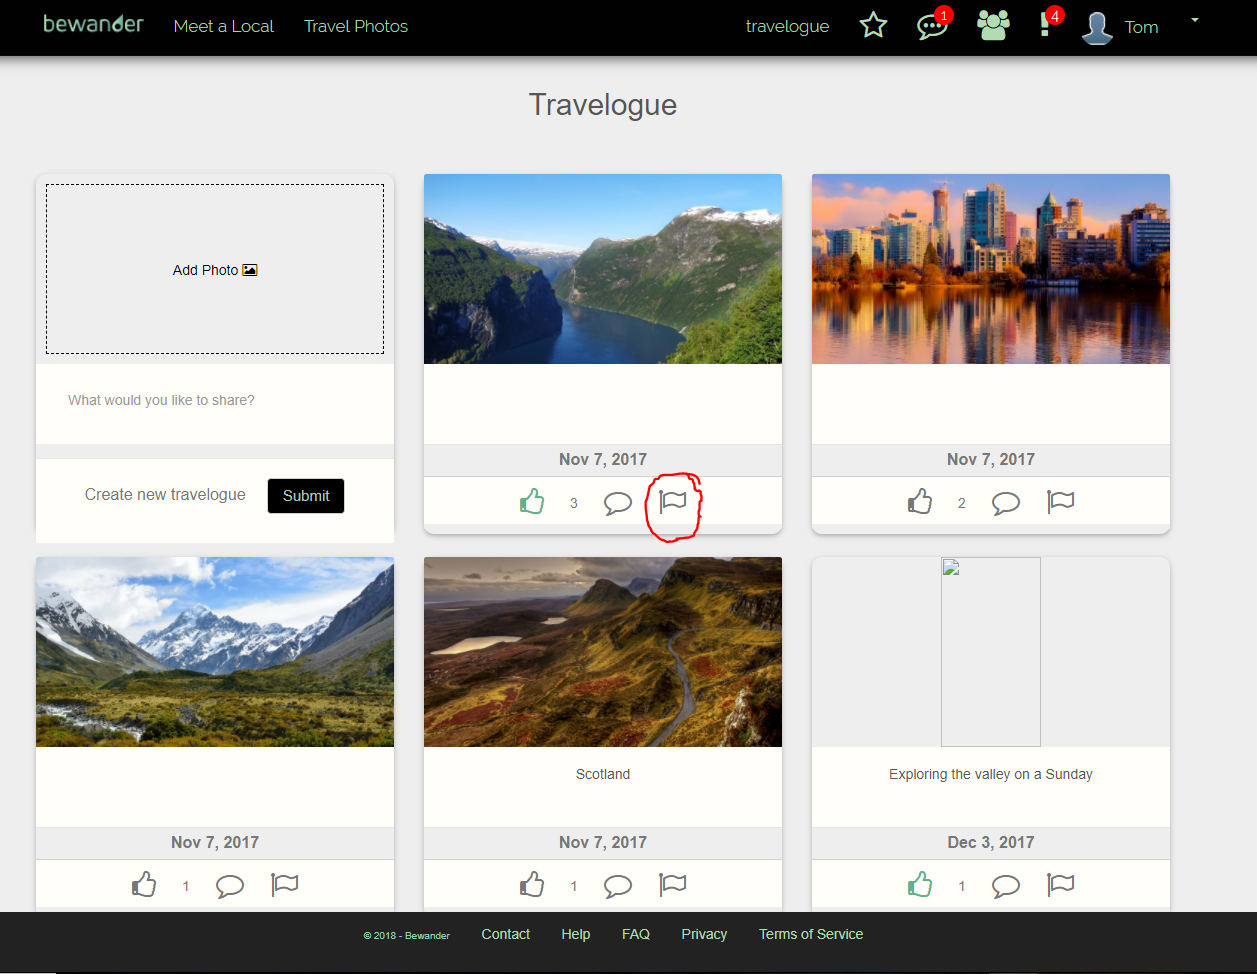 bewander Meet a Local Travel Photos travelogue 1 4 Tom
Travelogue
Add Photo
What would you like to share?
Create new travelogue Submit
Nov 7, 2017
3
Nov 7, 2017
2
Nov 7, 2017
1
Scotland
Nov 7, 2017
1
Exploring the valley on a Sunday
Dec 3, 2017
1
© 2018 - Bewander Contact Help FAQ Privacy Terms of Service